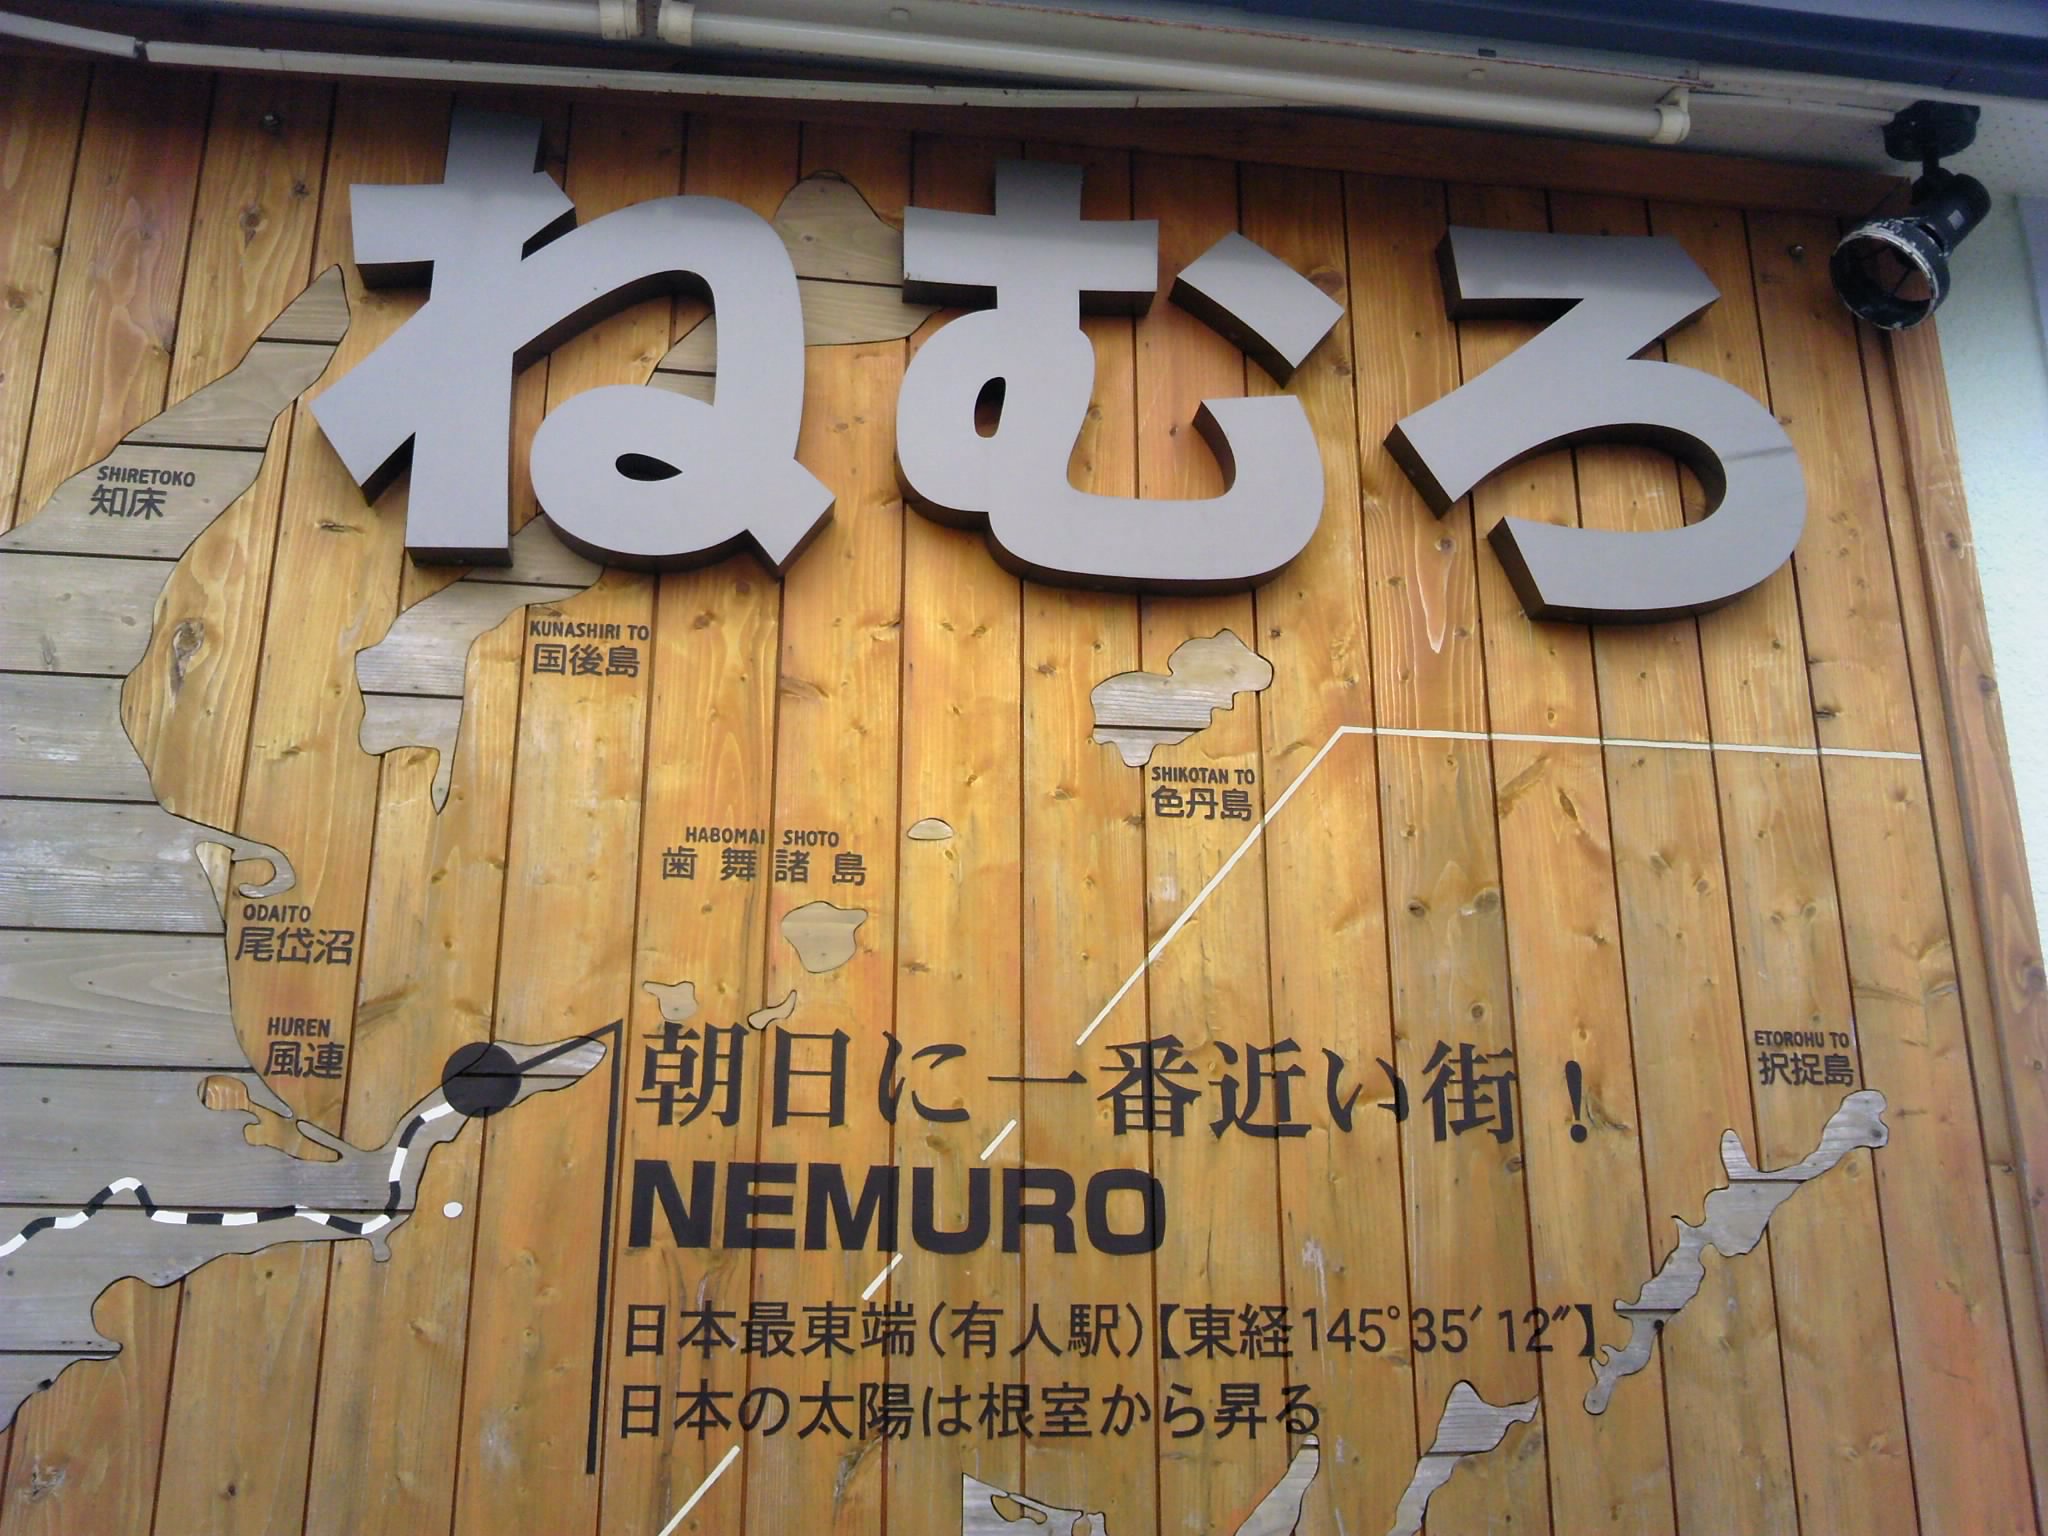 ねむろ
SHIRETOKO
知床
KUNASHIRI TO
国後島
SHIKOTAN TO
色丹島
HABOMAI SHOTO
歯舞諸島
ODAITO
尾岱沼
HUREN
風連
ETOROHU TO
択捉島
朝日に一番近い街!
NEMURO
日本最東端(有人駅)【東経145°35′12″】
日本の太陽は根室から昇る